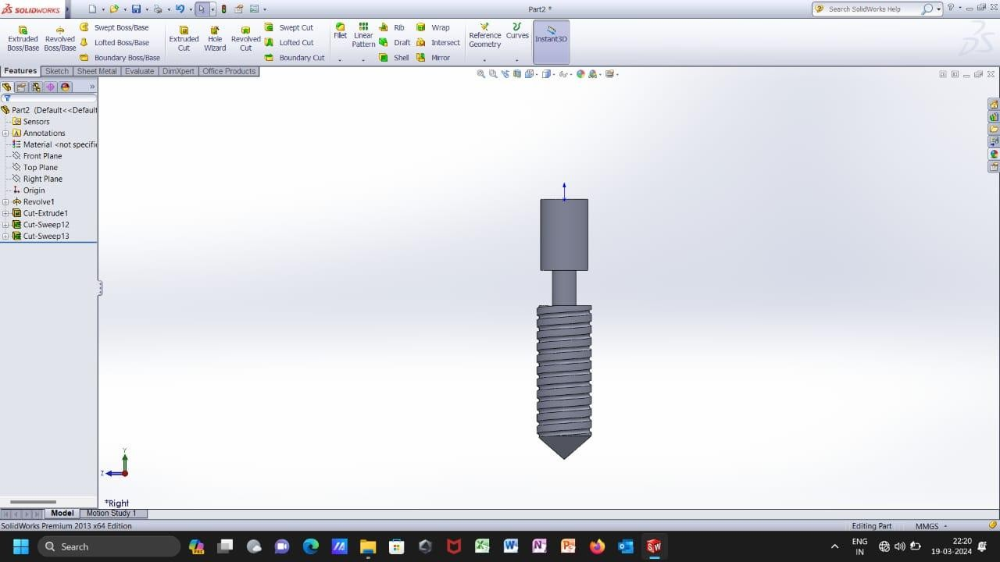 SOLIDWORKS
Part2 *
Search SolidWorks Help
Extruded Boss/Base
Revolved Boss/Base
Swept Boss/Base
Lofted Boss/Base
Boundary Boss/Base
Extruded Cut
Hole Wizard
Revolved Cut
Swept Cut
Lofted Cut
Boundary Cut
Fillet
Linear Pattern
Rib
Draft
Shell
Wrap
Intersect
Mirror
Reference Geometry
Curves
Instant3D
Features
Sketch
Sheet Metal
Evaluate
DimXpert
Office Products
Part2 (Default<<Default
Sensors
Annotations
Material <not specifi
Front Plane
Top Plane
Right Plane
Origin
Revolve1
Cut-Extrude1
Cut-Sweep12
Cut-Sweep13
Y
Z
*Right
Model
Motion Study 1
SolidWorks Premium 2013 x64 Edition
Editing Part
MMGS
Search
ENG
IN
22:20
19-03-2024